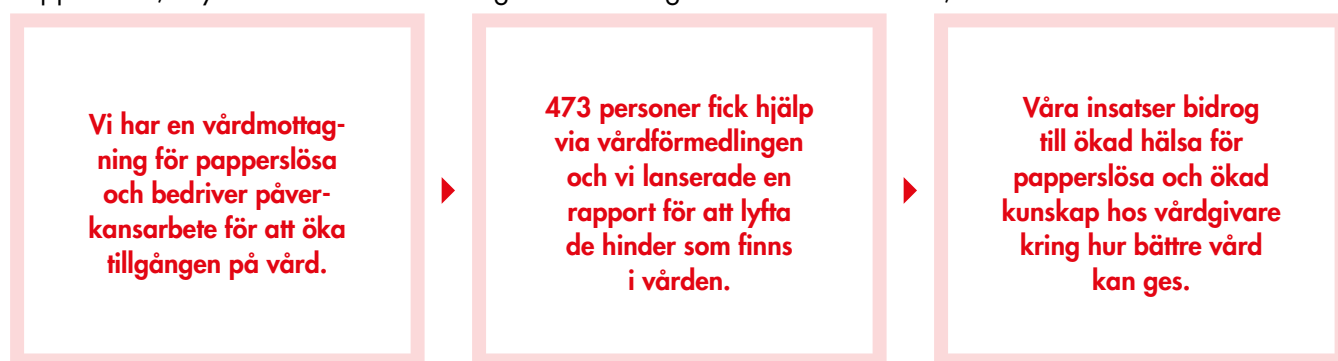 Vi har en vårdmottag-
ning för papperslösa
och bedriver påver-
kansarbete för att öka
tillgången på vård.
473 personer fick hjälp
via vårdförmedlingen
och vi lanserade en
rapport för att lyfta
de hinder som finns
i vården.
Våra insatser bidrog
till ökad hälsa för
papperslösa och ökad
kunskap hos vårdgivare
kring hur bättre vård
kan ges.